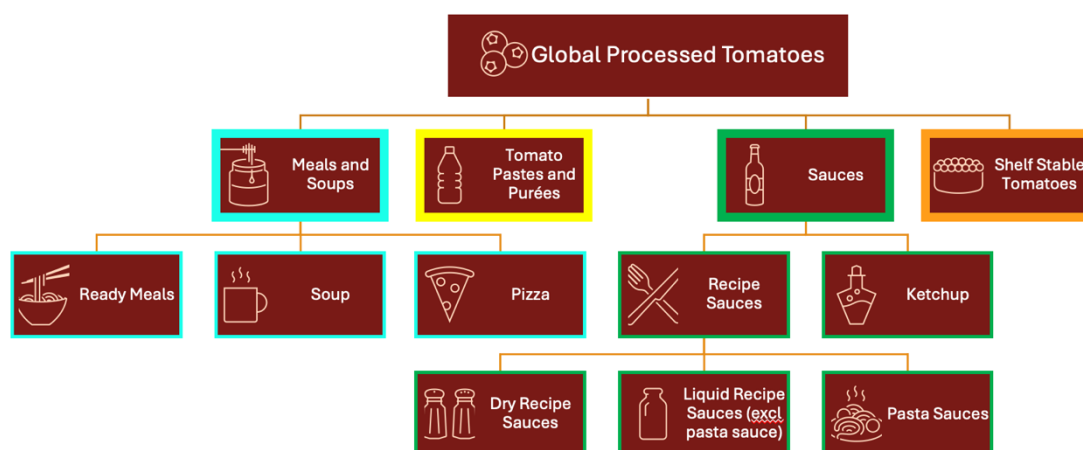 Global Processed Tomatoes
Meals and
Soups
Tomato
Pastes and
Purées
Sauces
Shelf Stable
Tomatoes
Ready Meals
Soup
Pizza
Recipe
Sauces
Ketchup
Dry Recipe
Sauces
Liquid Recipe
Sauces (excl
pasta sauce)
Pasta Sauces